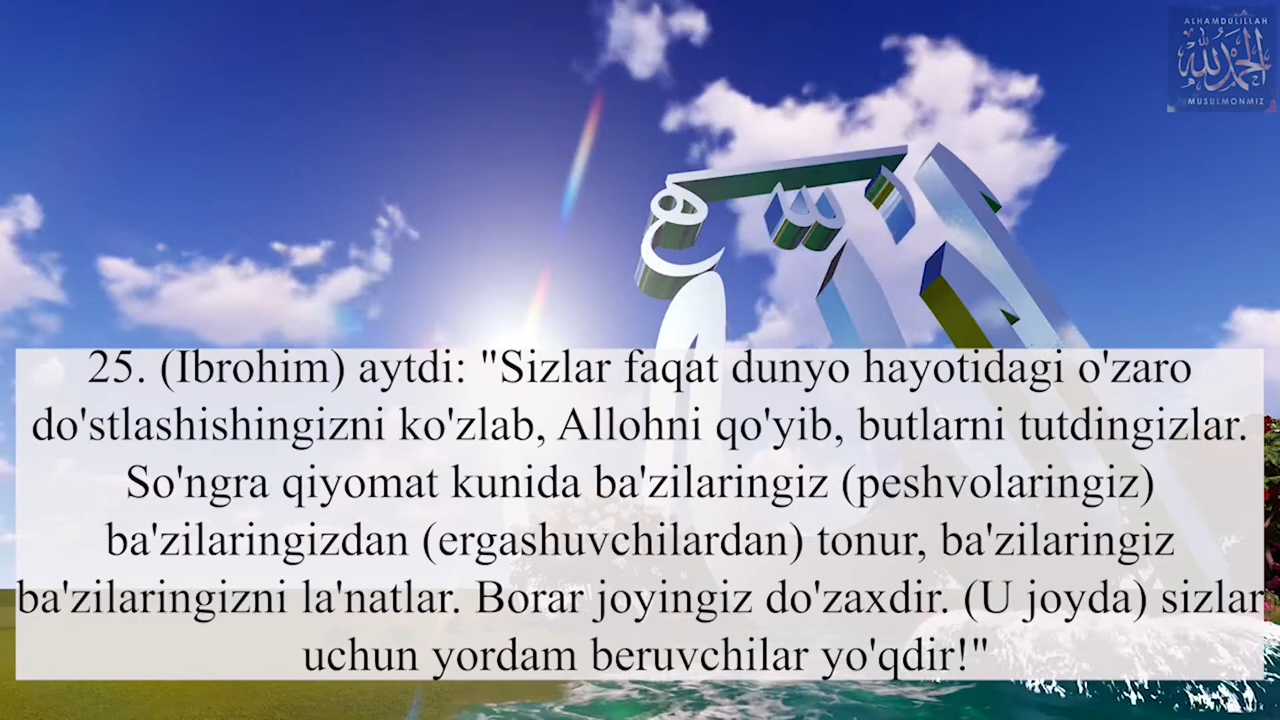 ALHAMDULILLAH
الحمد لله
MUSULMONMIZ
25. (Ibrohim) aytdi: "Sizlar faqat dunyo hayotidagi o'zaro
do'stlashishingizni ko'zlab, Allohni qo'yib, butlarni tutdingizlar.
So'ngra qiyomat kunida ba'zilaringiz (peshvolaringiz)
ba'zilaringizdan (ergashuvchilardan) tonur, ba'zilaringiz
ba'zilaringizni la'natlar. Borar joyingiz do'zaxdir. (U joyda) sizlar
uchun yordam beruvchilar yo'qdir!"